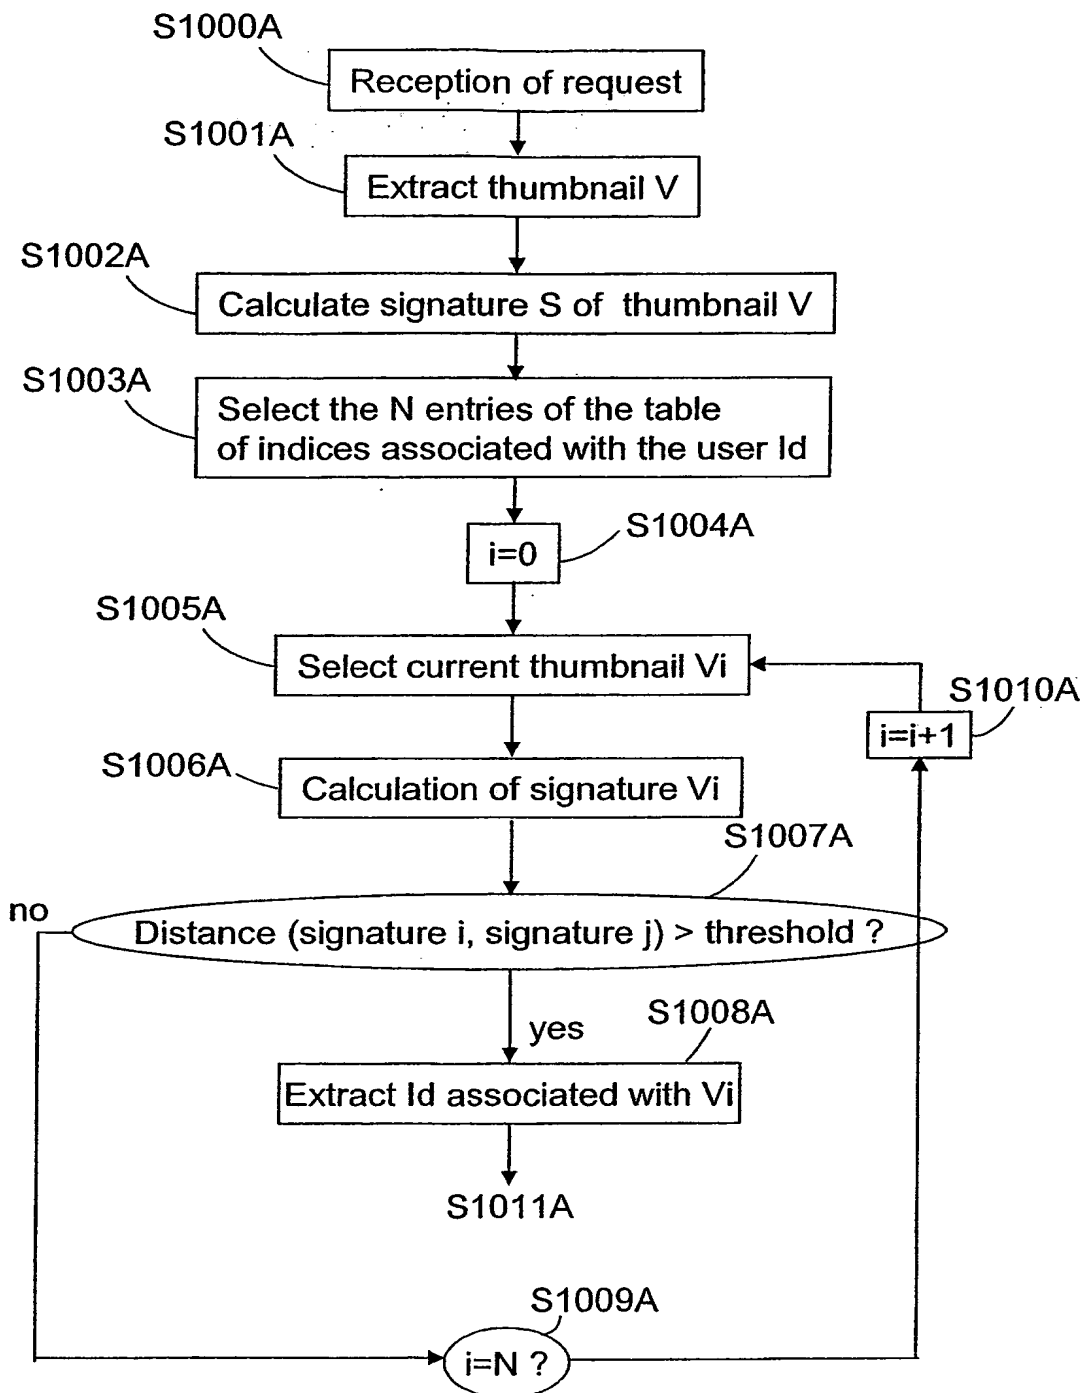 S1000A
Reception of request
S1001A
Extract thumbnail V
S1002A
Calculate signature S of thumbnail V
S1003A
Select the N entries of the table
of indices associated with the user Id
S1004A
i=0
S1005A
Select current thumbnail Vi
S1010A
i=i+1
S1006A
Calculation of signature Vi
S1007A
no
Distance (signature i, signature j) > threshold ?
yes
S1008A
Extract Id associated with Vi
S1011A
S1009A
i=N ?